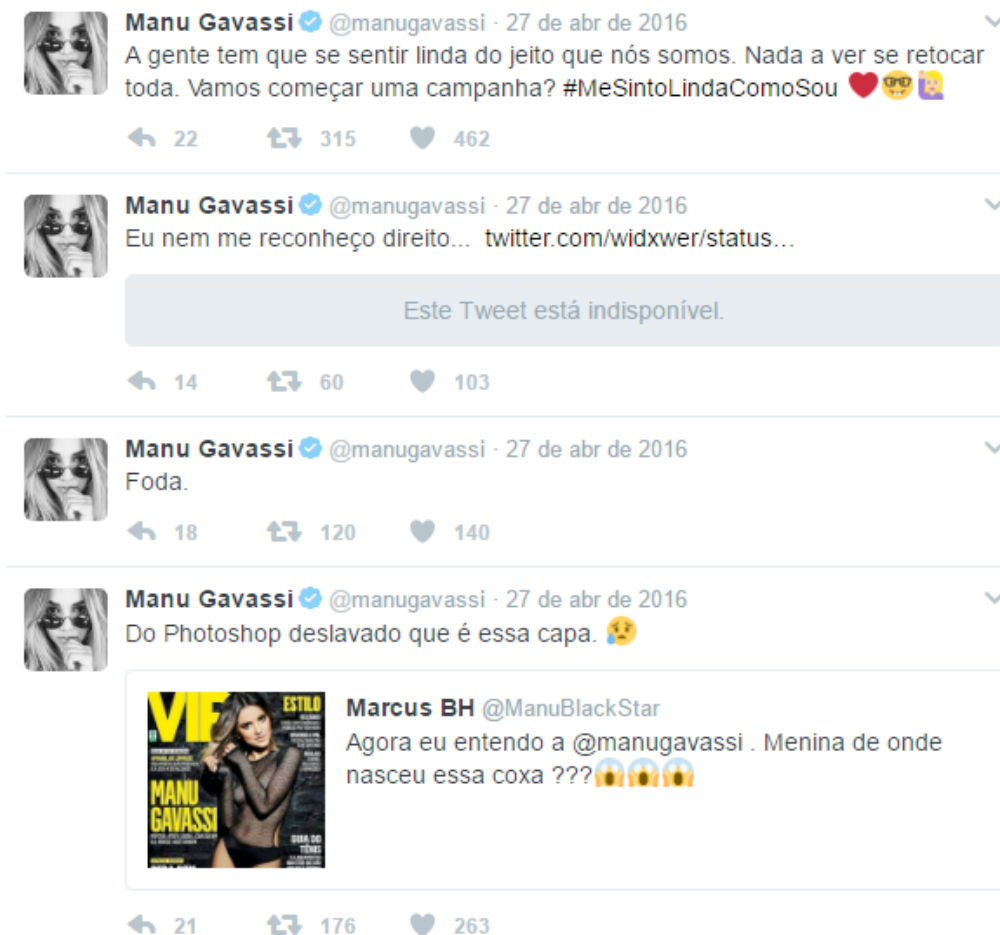 Manu Gavassi @manugavassi · 27 de abr de 2016
A gente tem que se sentir linda do jeito que nós somos. Nada a ver se retocar
toda. Vamos começar uma campanha? #MeSintoLindaComoSou ❤️🤓🙋🏼
22 315 462
Manu Gavassi @manugavassi · 27 de abr de 2016
Eu nem me reconheço direito... twitter.com/widxwer/status...
Este Tweet está indisponível.
14 60 103
Manu Gavassi @manugavassi · 27 de abr de 2016
Foda.
18 120 140
Manu Gavassi @manugavassi · 27 de abr de 2016
Do Photoshop deslavado que é essa capa. 😥
Marcus BH @ManuBlackStar
Agora eu entendo a @manugavassi . Menina de onde
nasceu essa coxa ???😱😱😱
VIP
ESTILO
MANU
GAVASSI
GUIA DO
TÊNIS
21 176 263